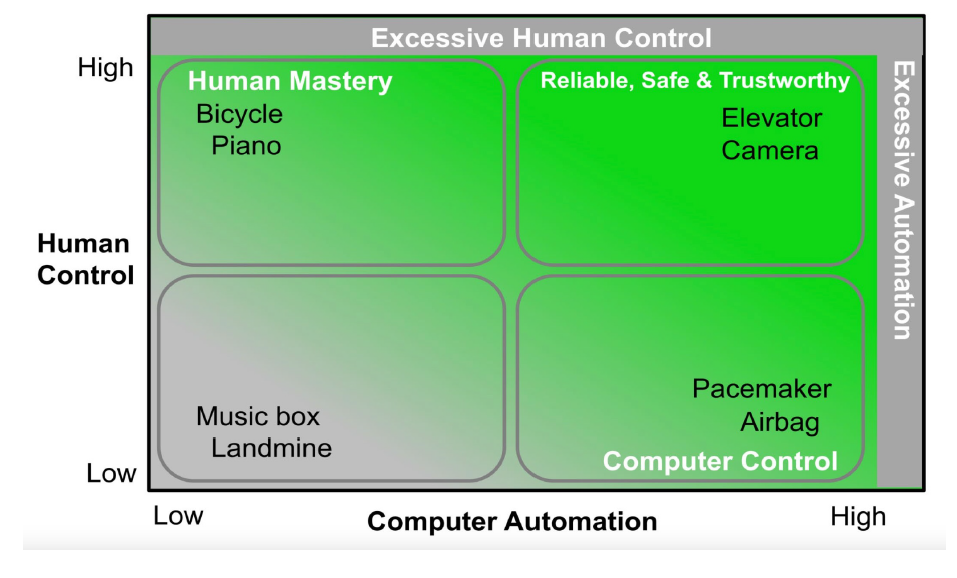 Excessive Human Control
High
Human Mastery
Bicycle
Piano
Reliable, Safe & Trustworthy
Elevator
Camera
Excessive Automation
Human
Control
Music box
Landmine
Pacemaker
Airbag
Computer Control
Low
Low
Computer Automation
High